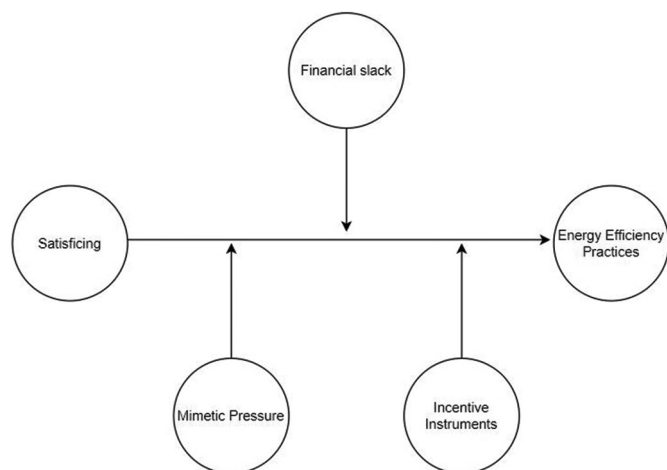 Financial slack
Satisficing
Energy Efficiency
Practices
Mimetic Pressure
Incentive
Instruments